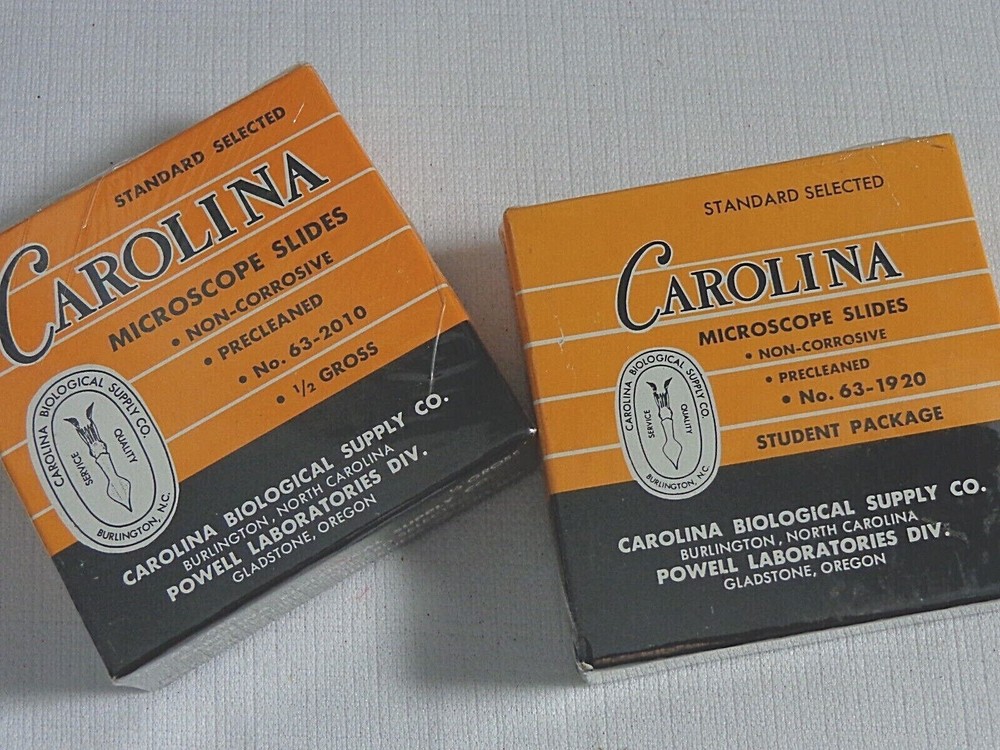 STANDARD SELECTED
CAROLINA
MICROSCOPE SLIDES
• NON-CORROSIVE
• PRECLEANED
• No. 63-2010
• 1/2 GROSS
CAROLINA BIOLOGICAL SUPPLY CO.
SERVICE
QUALITY
BURLINGTON, N.C.
CAROLINA BIOLOGICAL SUPPLY CO.
BURLINGTON, NORTH CAROLINA
POWELL LABORATORIES DIV.
GLADSTONE, OREGON
STANDARD SELECTED
CAROLINA
MICROSCOPE SLIDES
• NON-CORROSIVE
• PRECLEANED
• No. 63-1920
STUDENT PACKAGE
CAROLINA BIOLOGICAL SUPPLY CO.
SERVICE
QUALITY
BURLINGTON, N.C.
CAROLINA BIOLOGICAL SUPPLY CO.
BURLINGTON, NORTH CAROLINA
POWELL LABORATORIES DIV.
GLADSTONE, OREGON